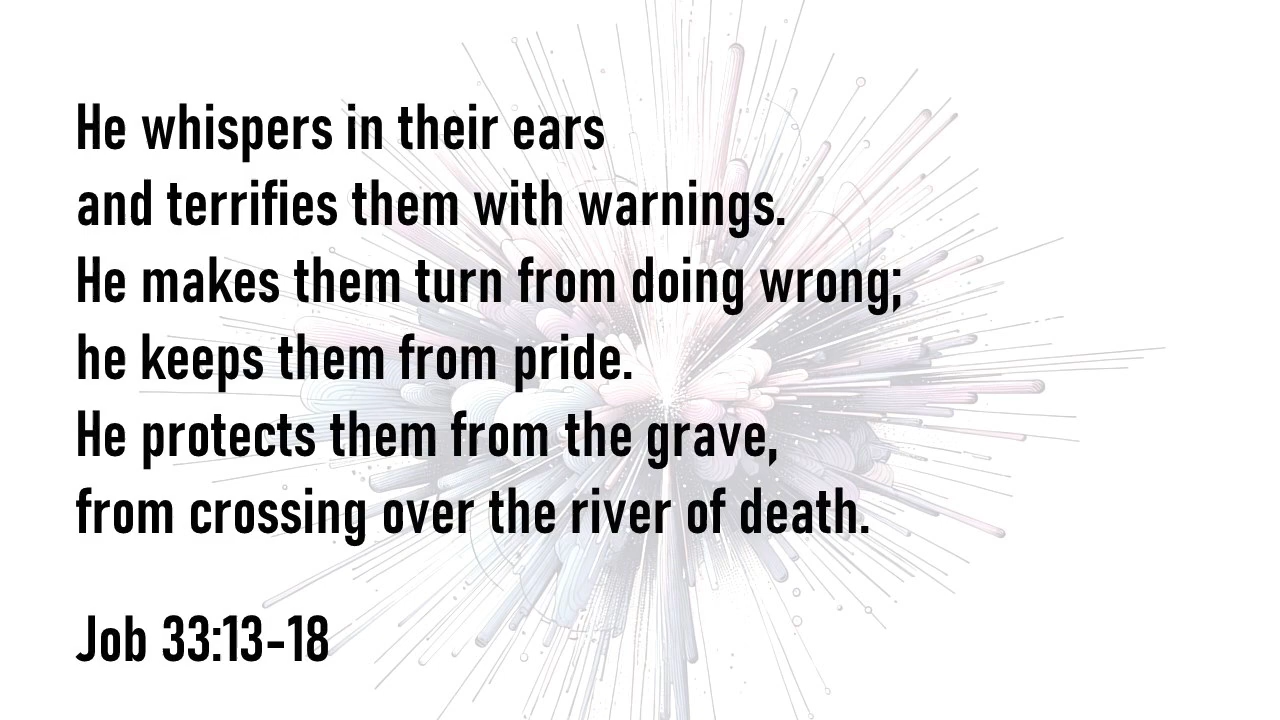 He whispers in their ears
and terrifies them with warnings.
He makes them turn from doing wrong;
he keeps them from pride.
He protects them from the grave,
from crossing over the river of death.
Job 33:13-18